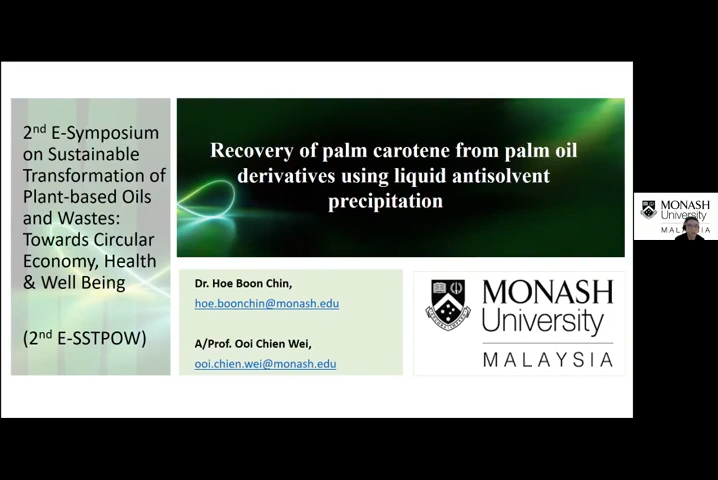 2nd E-Symposium
on Sustainable
Transformation of
Plant-based Oils
and Wastes:
Towards Circular
Economy, Health
& Well Being
(2nd E-SSTPOW)
Recovery of palm carotene from palm oil
derivatives using liquid antisolvent
precipitation
Dr. Hoe Boon Chin,
hoe.boonchin@monash.edu
A/Prof. Ooi Chien Wei,
ooi.chien.wei@monash.edu
MONASH
University
MALAYSIA
MONASH
University